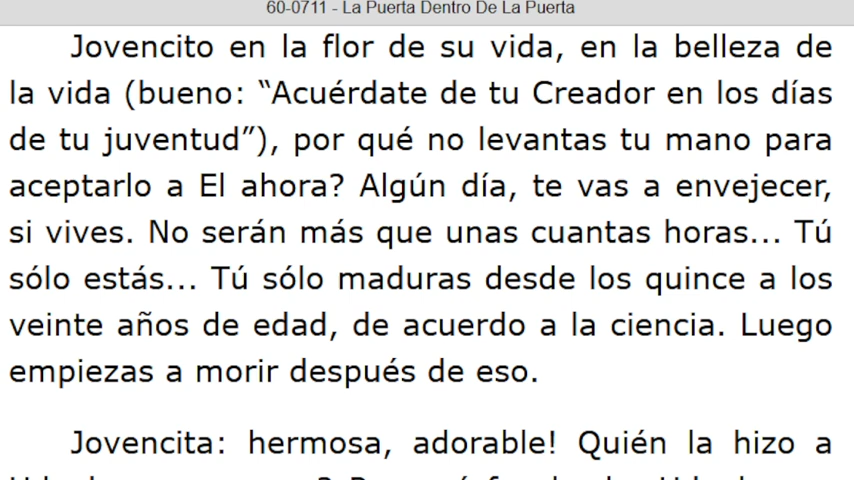 60-0711 - La Puerta Dentro De La Puerta
Jovencito en la flor de su vida, en la belleza de
la vida (bueno: “Acuérdate de tu Creador en los días
de tu juventud”), por qué no levantas tu mano para
aceptarlo a El ahora? Algún día, te vas a envejecer,
si vives. No serán más que unas cuantas horas... Tú
sólo estás... Tú sólo maduras desde los quince a los
veinte años de edad, de acuerdo a la ciencia. Luego
empiezas a morir después de eso.
Jovencita: hermosa, adorable! Quién la hizo a